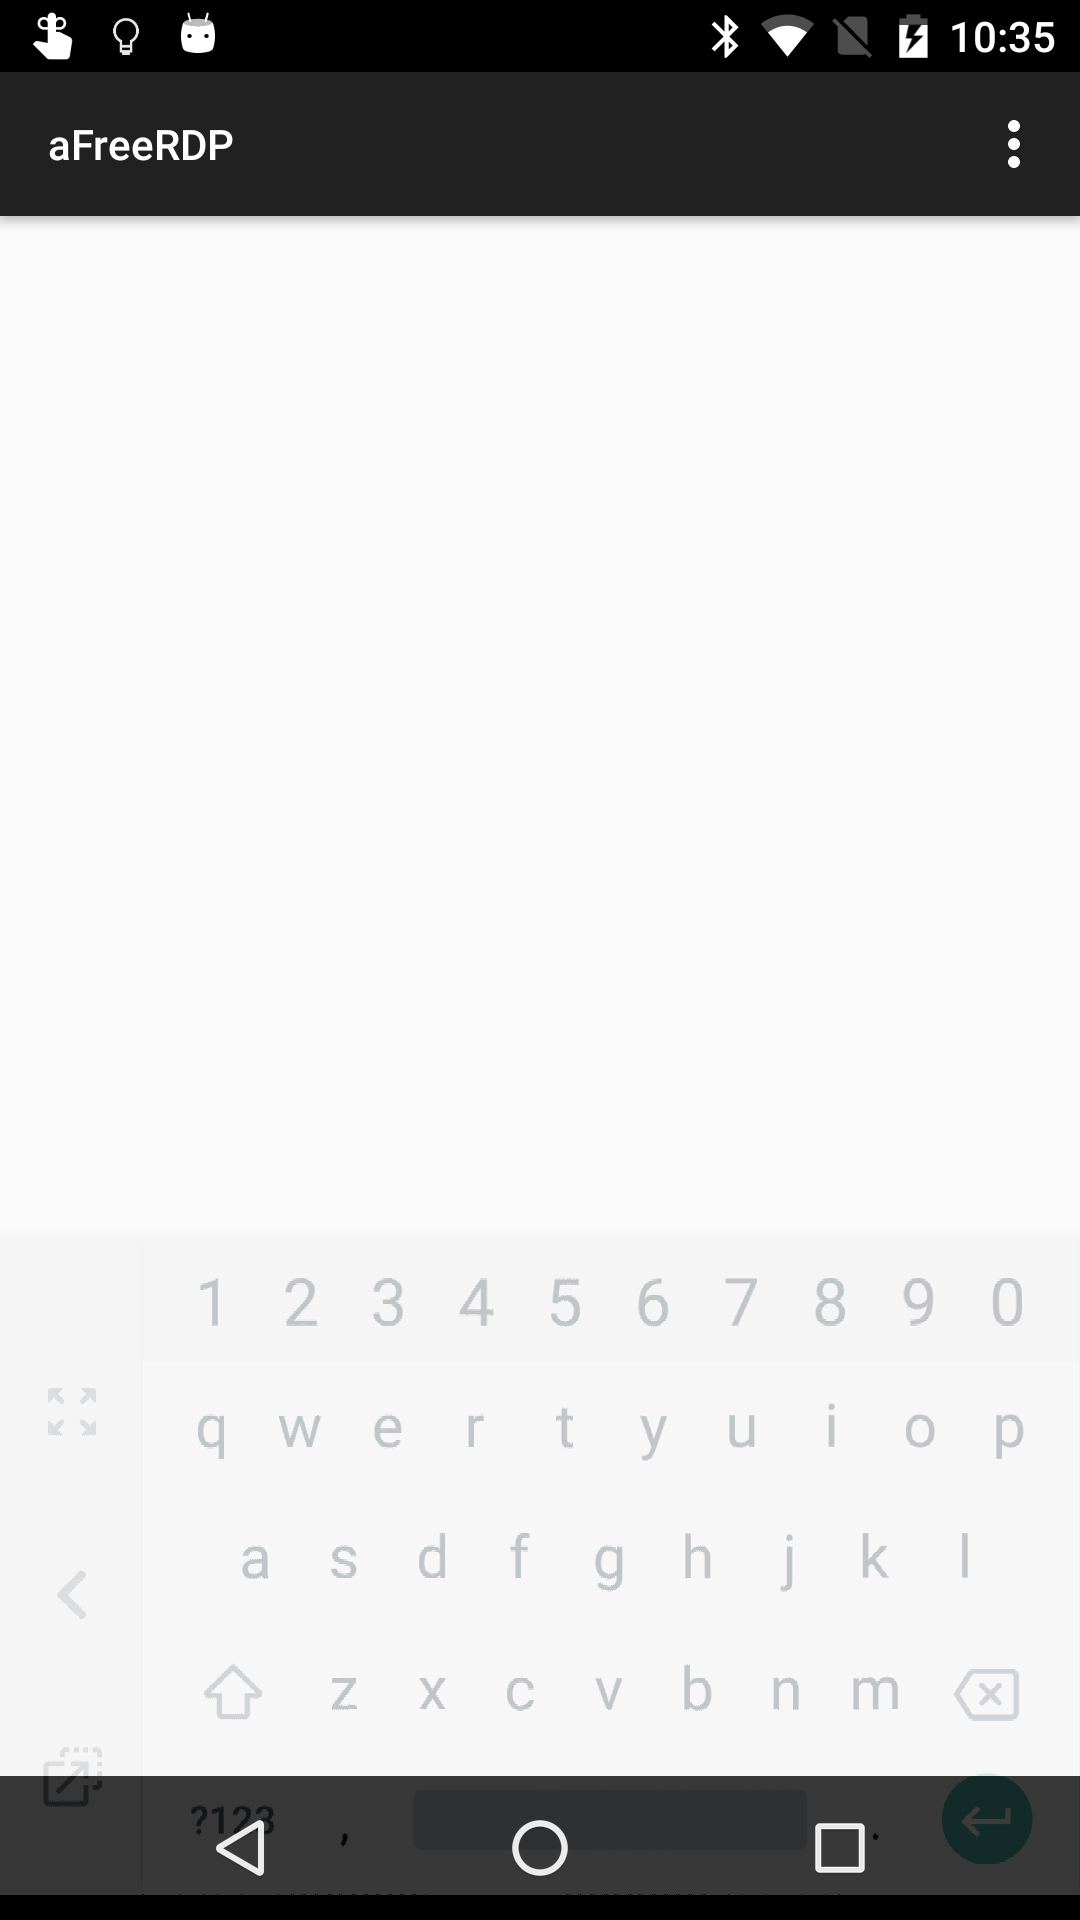 10:35
aFreeRDP
1 2 3 4 5 6 7 8 9 0
q w e r t y u i o p
a s d f g h j k l
z x c v b n m
?123 , .